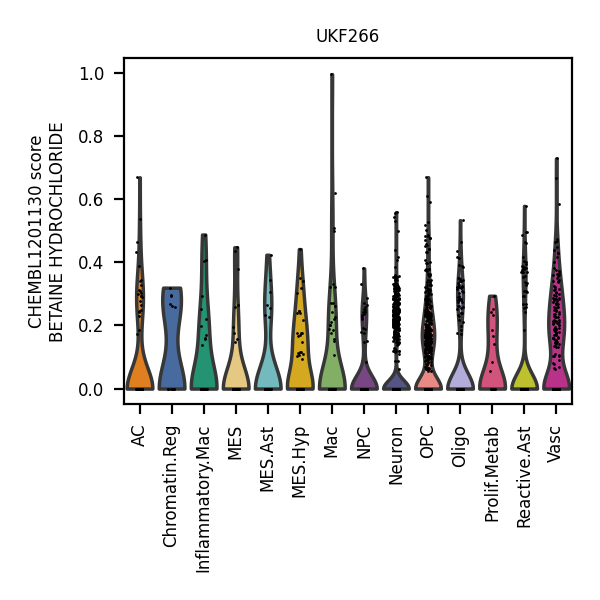 UKF266
CHEMBL1201130 score
BETAINE HYDROCHLORIDE
1.0
0.8
0.6
0.4
0.2
0.0
AC
Chromatin.Reg
Inflammatory.Mac
MES
MES.Ast
MES.Hyp
Mac
NPC
Neuron
OPC
Oligo
Prolif.Metab
Reactive.Ast
Vasc